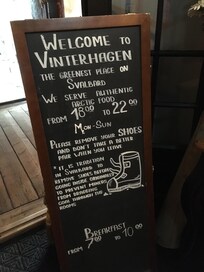 WELCOME TO
VINTERHAGEN
THE GREENEST PLACE ON
SVALBARD
WE SERVE AUTHENTIC
ARCTIC FOOD
FROM 18 00 TO 22 00
MON-SUN
PLEASE REMOVE YOUR SHOES
AND DON'T TAKE A BETTER
PAIR WHEN YOU LEAVE
IT IS TRADITION
IN SVALBARD TO
REMOVE SHOES BEFORE
GOING INSIDE
TO PREVENT MINERS
FROM DRAGGING
COAL THROUGH THE
ROOMS
BREAKFAST
FROM 7 00 TO 10 00